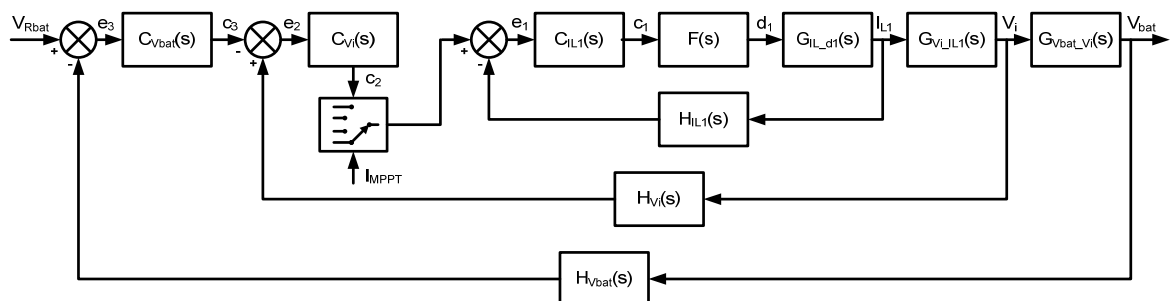 V_Rbat
+
-
e_3
C_Vbat(s)
c_3
-
+
e_2
C_Vi(s)
c_2
I_MPPT
+
-
e_1
C_IL1(s)
c_1
F(s)
d_1
G_IL_d1(s)
I_L1
G_Vi_IL1(s)
V_i
G_Vbat_Vi(s)
V_bat
H_IL1(s)
H_Vi(s)
H_Vbat(s)